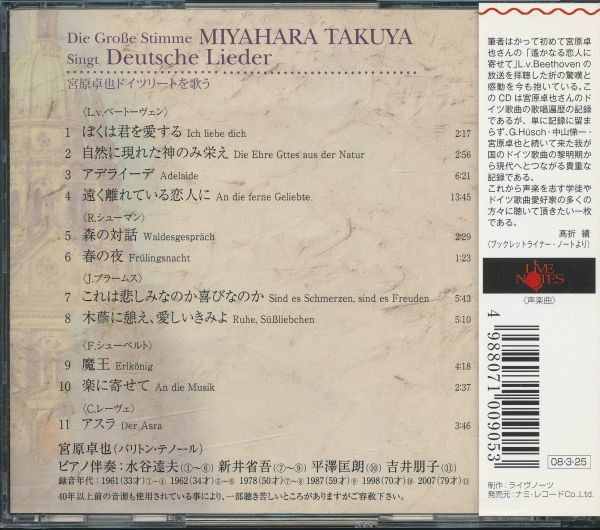 Die Große Stimme MIYAHARA TAKUYA
Singt Deutsche Lieder
宮原卓也ドイツリートを歌う
〈L.v.ベートーヴェン〉
1 ぼくは君を愛する Ich liebe dich 2:17
2 自然に現れた神のみ栄え Die Ehre Gttes aus der Natur 2:56
3 アデライーデ Adelaide 6:21
4 遠く離れている恋人に An die ferne Geliebte 13:45
〈R.シューマン〉
5 森の対話 Waldesgespräch 2:29
6 春の夜 Frülingsnacht 1:23
〈J.ブラームス〉
7 これは悲しみなのか喜びなのか Sind es Schmerzen, sind es Freuden 5:43
8 木蔭に憩え、愛しいきみよ Ruhe, Süßliebchen 5:10
〈F.シューベルト〉
9 魔王 Erlkönig 4:18
10 楽に寄せて An die Musik 2:37
〈C.レーヴェ〉
11 アスラ Der Asra 3:46
宮原卓也(バリトン・テノール)
ピアノ伴奏:水谷達夫(①~⑥) 新井省吾(⑦~⑨) 平澤匡朗(⑩) 吉井朋子(⑪)
録音年代:1961(33才)①~④ 1962(34才)⑤~⑥ 1978(50才)⑦~⑧ 1987(59才)⑨ 1998(70才)⑩ 2007(79才)⑪
40年以上前の音源も使用されている事により、一部聴き苦しいところがありますがご容赦下さい。
筆者はかつて初めて宮原卓
也さんの「遙かなる恋人に
寄せて」L.v.Beethovenの
放送を拝聴した折の驚嘆と
感動を今も抱いている。こ
のCDは宮原卓也さんのド
イツ歌曲の歌唱遍歴の記録
であるが、単に記録に留ま
らず、G.Hüsch・中山悌一・
宮原卓也と続いて来た我が
国のドイツ歌曲の黎明期か
ら現代へとつながる貴重な
記録である。
これから声楽を志す学徒や
ドイツ歌曲愛好家の多くの
方々に聴いて頂きたい一枚
である。
高折 續
(ブックレットライナー・ノートより)
LIVE
NOTES
〈声楽曲〉
4 988071 009053
08・3・25
制作:ライヴノーツ
発売元:ナミ・レコードCo.,Ltd.